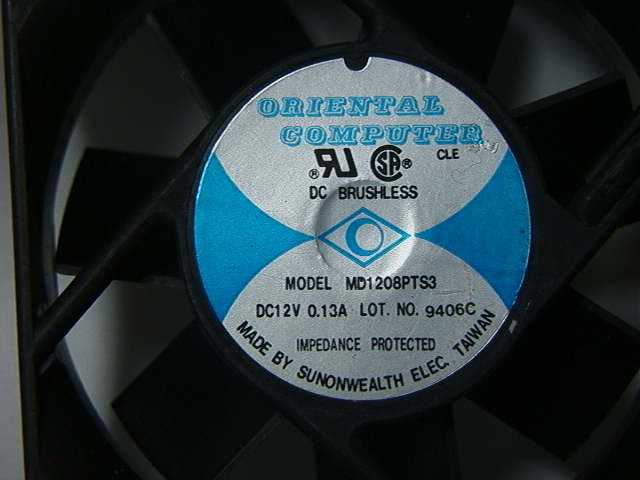 ORIENTAL
COMPUTER
CLE
DC BRUSHLESS
MODEL MD1208PTS3
DC12V 0.13A LOT. NO. 9406C
IMPEDANCE PROTECTED
MADE BY SUNONWEALTH ELEC. TAIWAN